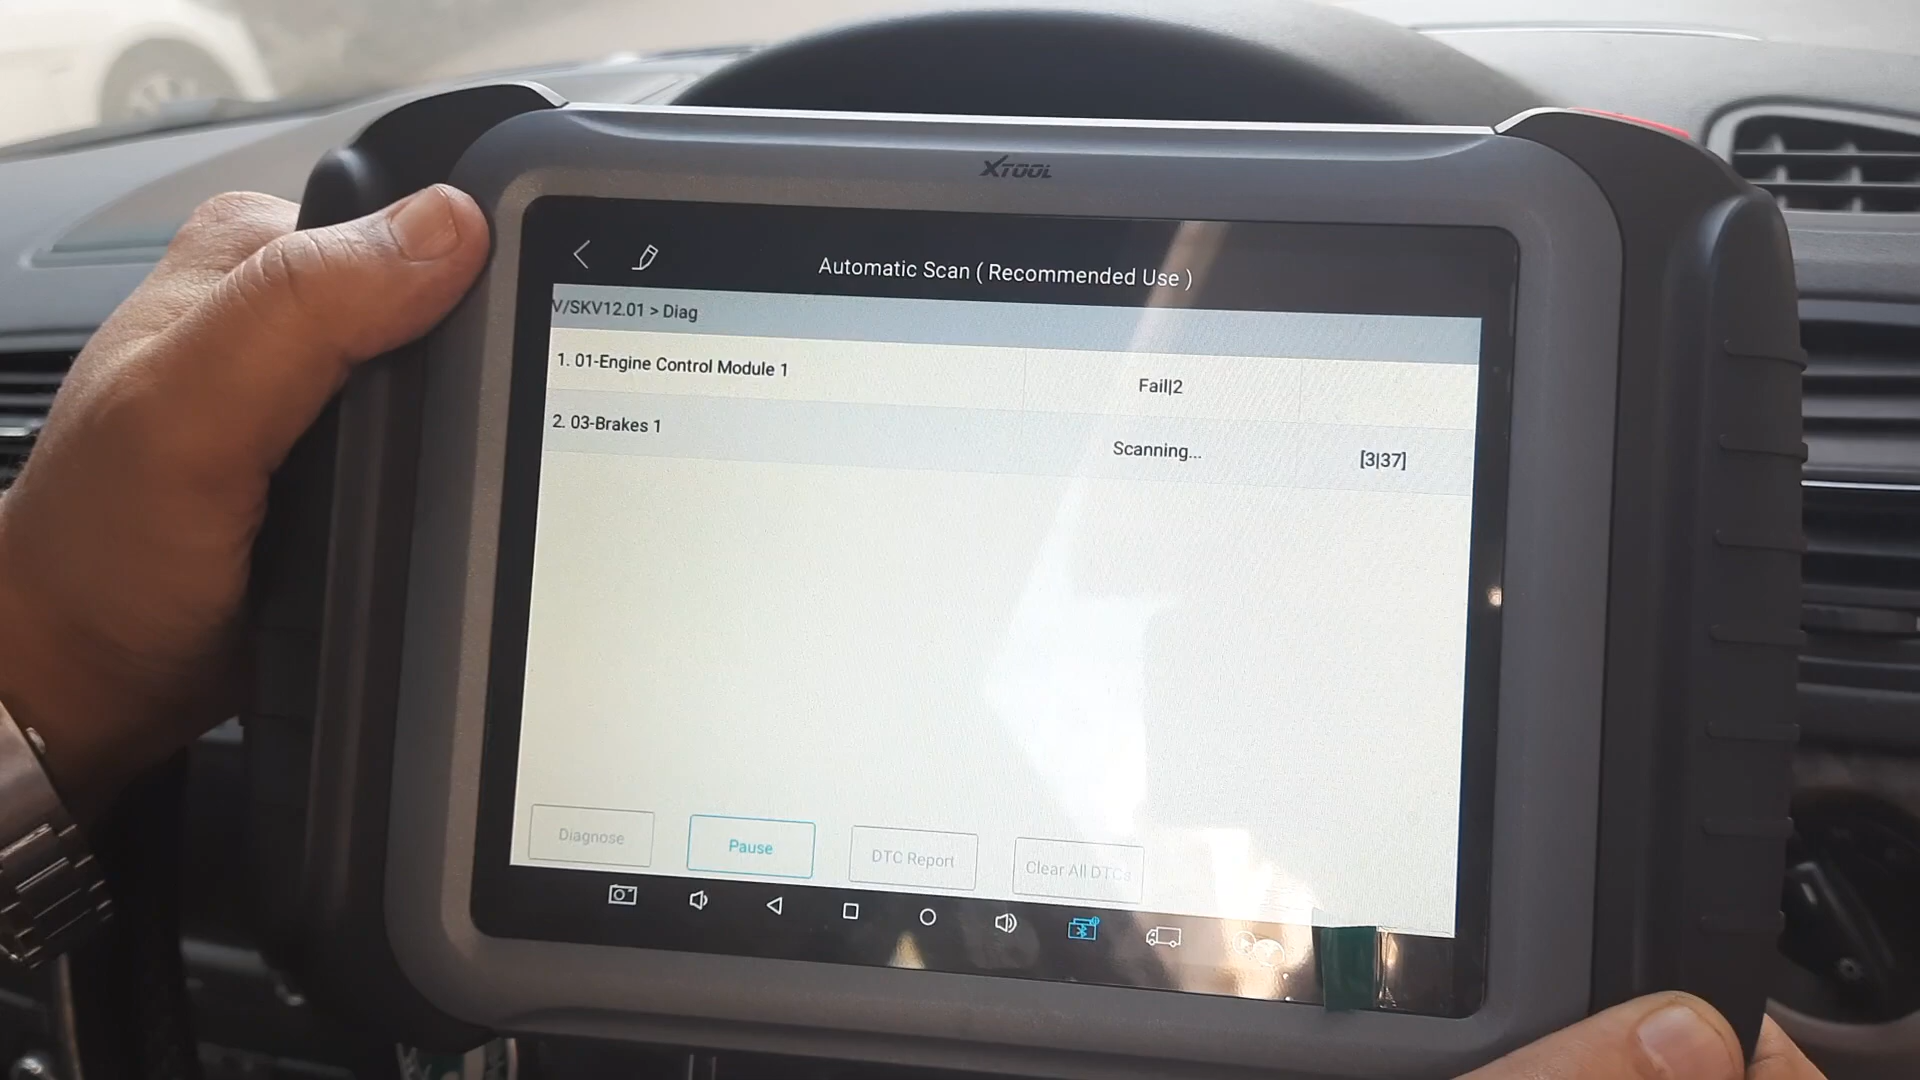 XTOOL
Automatic Scan ( Recommended Use )
V/SKV12.01 > Diag
1. 01-Engine Control Module 1 Fail|2
2. 03-Brakes 1 Scanning... [3|37]
Diagnose Pause DTC Report Clear All DTCs